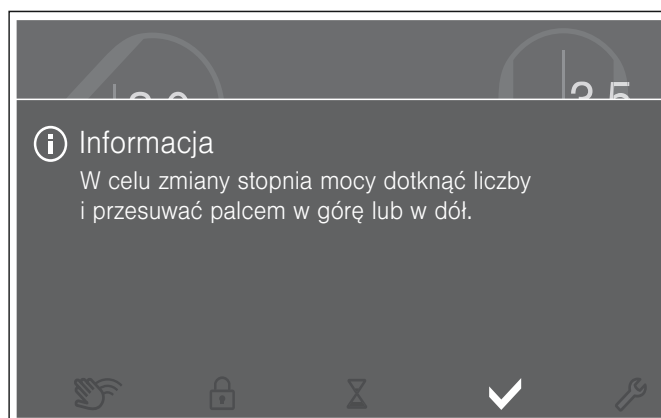 Informacja
W celu zmiany stopnia mocy dotknąć liczby
i przesuwać palcem w górę lub w dół.